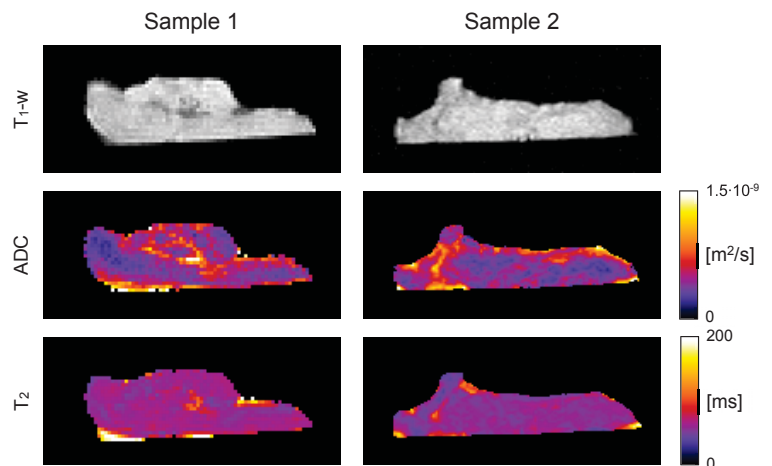 Sample 1 Sample 2
T₁-w
ADC
1.5·10⁻⁹
[m²/s]
0
T₂
200
[ms]
0